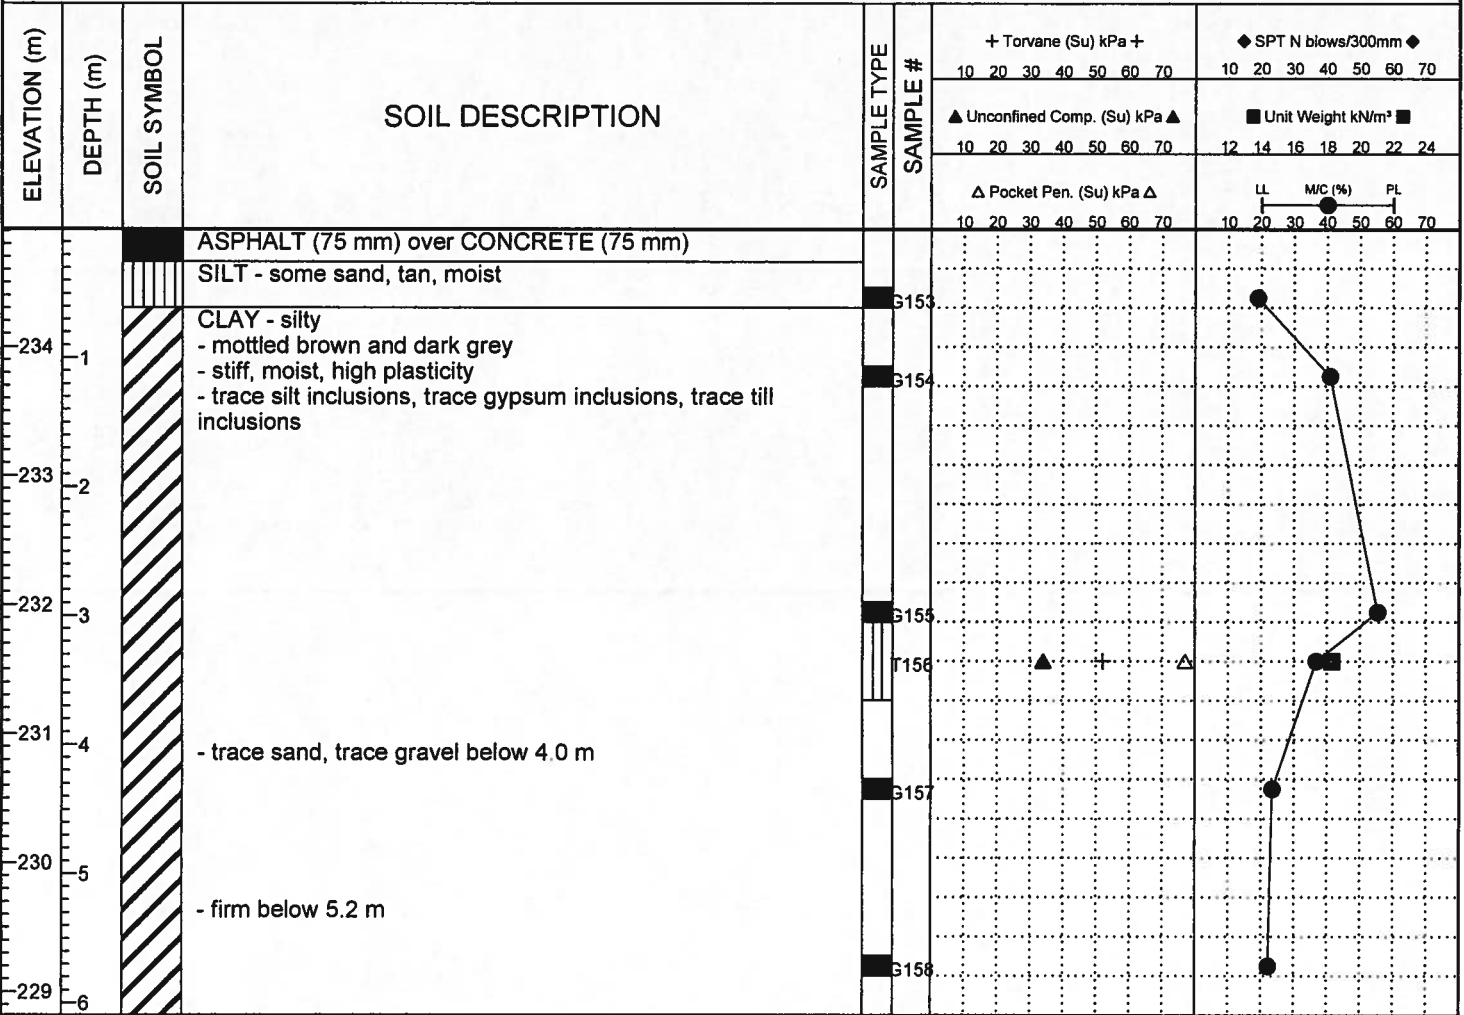 ELEVATION (m)
DEPTH (m)
SOIL SYMBOL
SOIL DESCRIPTION
SAMPLE TYPE
SAMPLE #
+ Torvane (Su) kPa +
10 20 30 40 50 60 70
▲ Unconfined Comp. (Su) kPa ▲
10 20 30 40 50 60 70
△ Pocket Pen. (Su) kPa △
10 20 30 40 50 60 70
◆ SPT N blows/300mm ◆
10 20 30 40 50 60 70
■ Unit Weight kN/m³ ■
12 14 16 18 20 22 24
LL M/C (%) PL
10 20 30 40 50 60 70
ASPHALT (75 mm) over CONCRETE (75 mm)
SILT - some sand, tan, moist
G153
CLAY - silty
- mottled brown and dark grey
234
1
- stiff, moist, high plasticity
G154
- trace silt inclusions, trace gypsum inclusions, trace till
inclusions
233
2
232
3
G155
T156
231
4
- trace sand, trace gravel below 4.0 m
G157
230
5
- firm below 5.2 m
G158
229
6